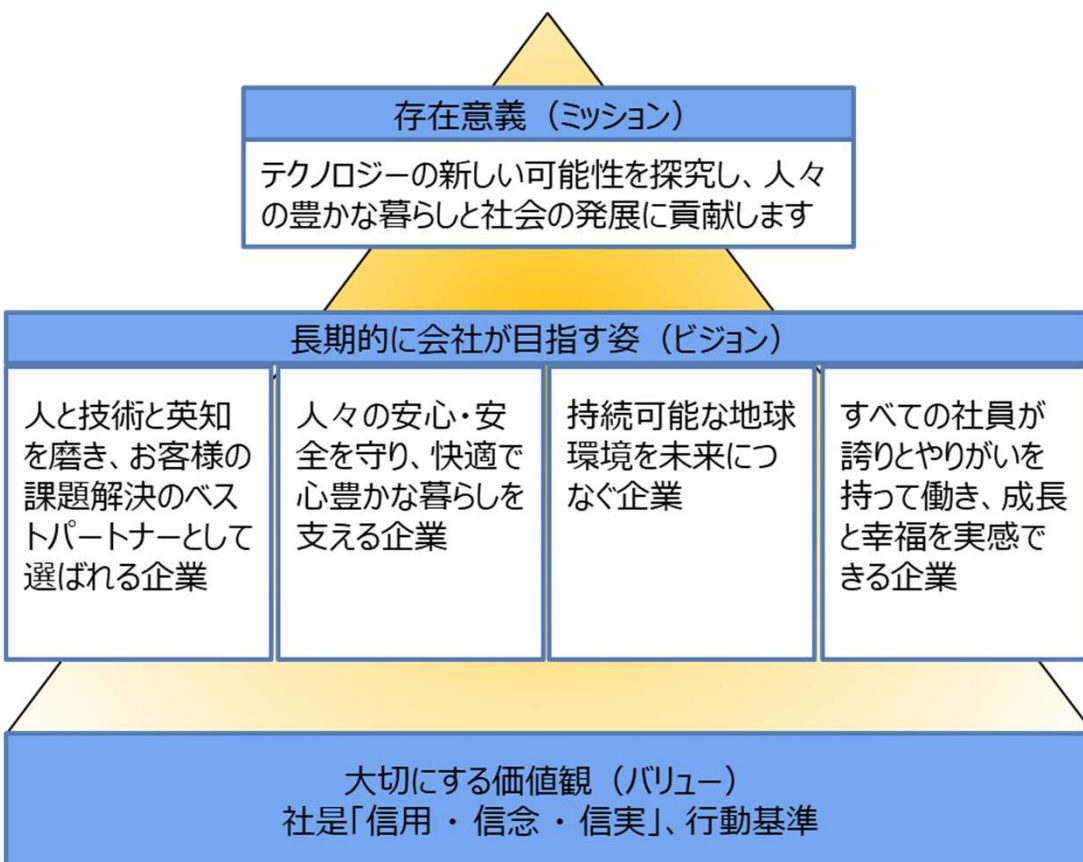 存在意義（ミッション）
テクノロジーの新しい可能性を探究し、人々
の豊かな暮らしと社会の発展に貢献します
長期的に会社が目指す姿（ビジョン）
人と技術と英知
を磨き、お客様の
課題解決のベス
トパートナーとして
選ばれる企業
人々の安心・安
全を守り、快適で
心豊かな暮らしを
支える企業
持続可能な地球
環境を未来につ
なぐ企業
すべての社員が
誇りとやりがいを
持って働き、成長
と幸福を実感で
きる企業
大切にする価値観（バリュー）
社是「信用 ・ 信念 ・ 信実」、行動基準